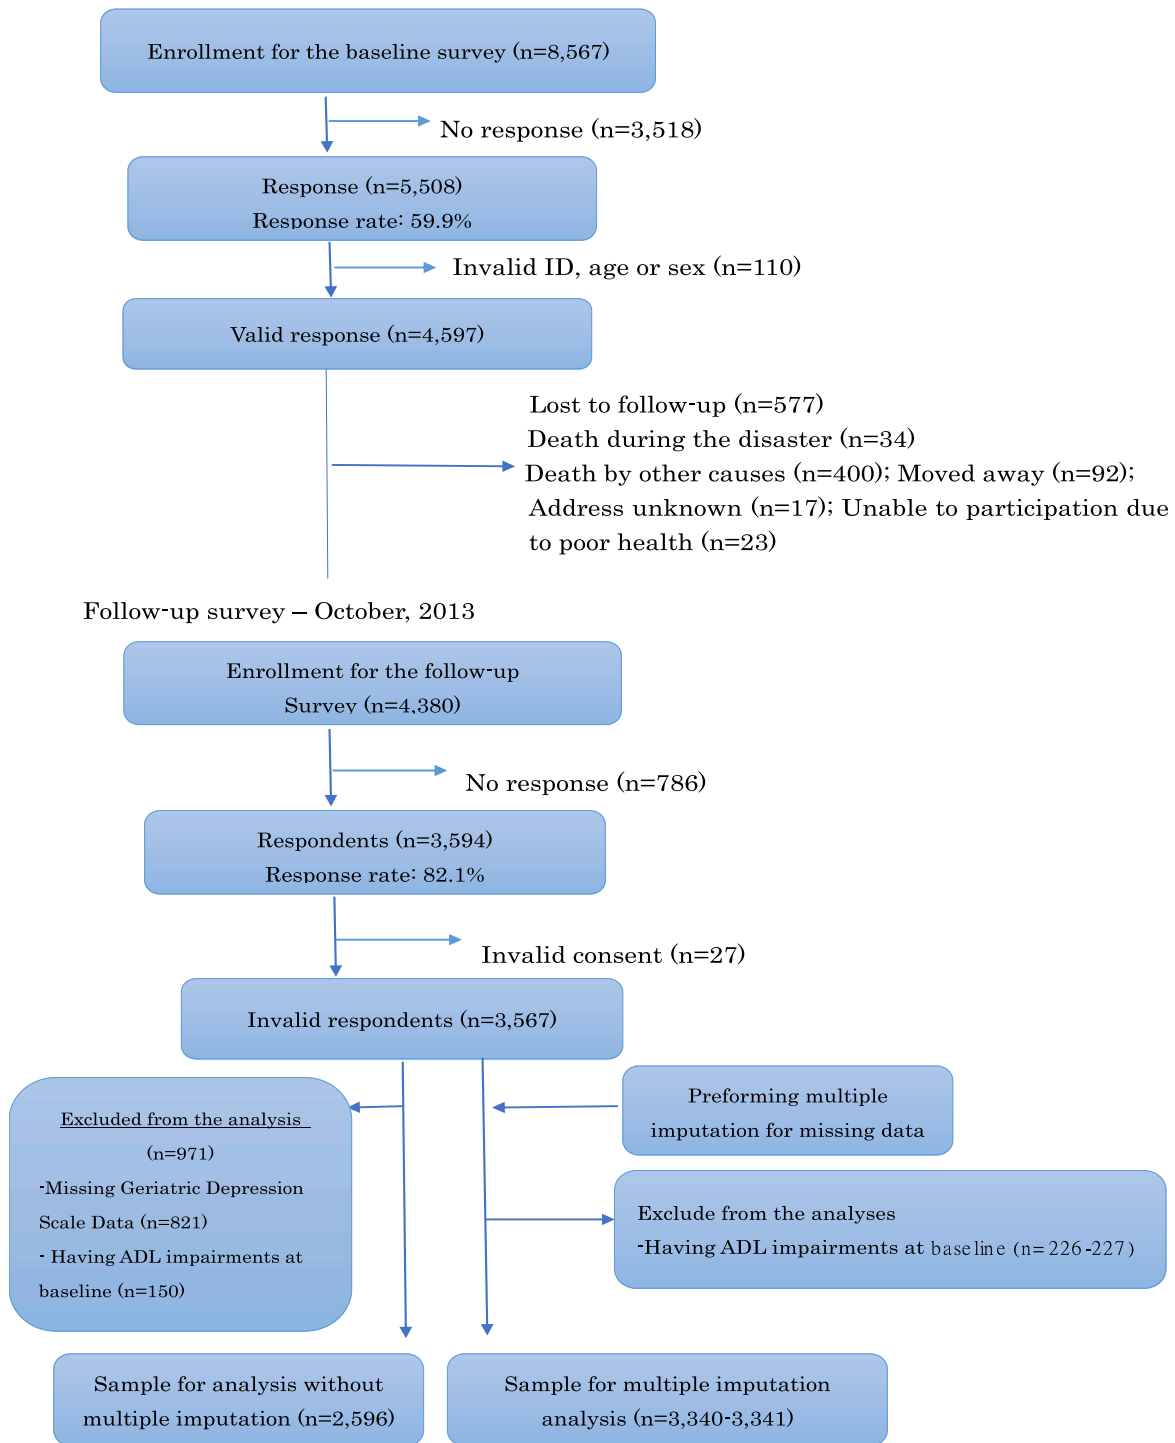 Enrollment for the baseline survey (n=8,567)
No response (n=3,518)
Response (n=5,508)
Response rate: 59.9%
Invalid ID, age or sex (n=110)
Valid response (n=4,597)
Lost to follow-up (n=577)
Death during the disaster (n=34)
Death by other causes (n=400); Moved away (n=92);
Address unknown (n=17); Unable to participation due
to poor health (n=23)
Follow-up survey – October, 2013
Enrollment for the follow-up
Survey (n=4,380)
No response (n=786)
Respondents (n=3,594)
Response rate: 82.1%
Invalid consent (n=27)
Invalid respondents (n=3,567)
Excluded from the analysis
(n=971)
-Missing Geriatric Depression
Scale Data (n=821)
- Having ADL impairments at
baseline (n=150)
Preforming multiple
imputation for missing data
Exclude from the analyses
-Having ADL impairments at baseline (n=226-227)
Sample for analysis without
multiple imputation (n=2,596)
Sample for multiple imputation
analysis (n=3,340-3,341)